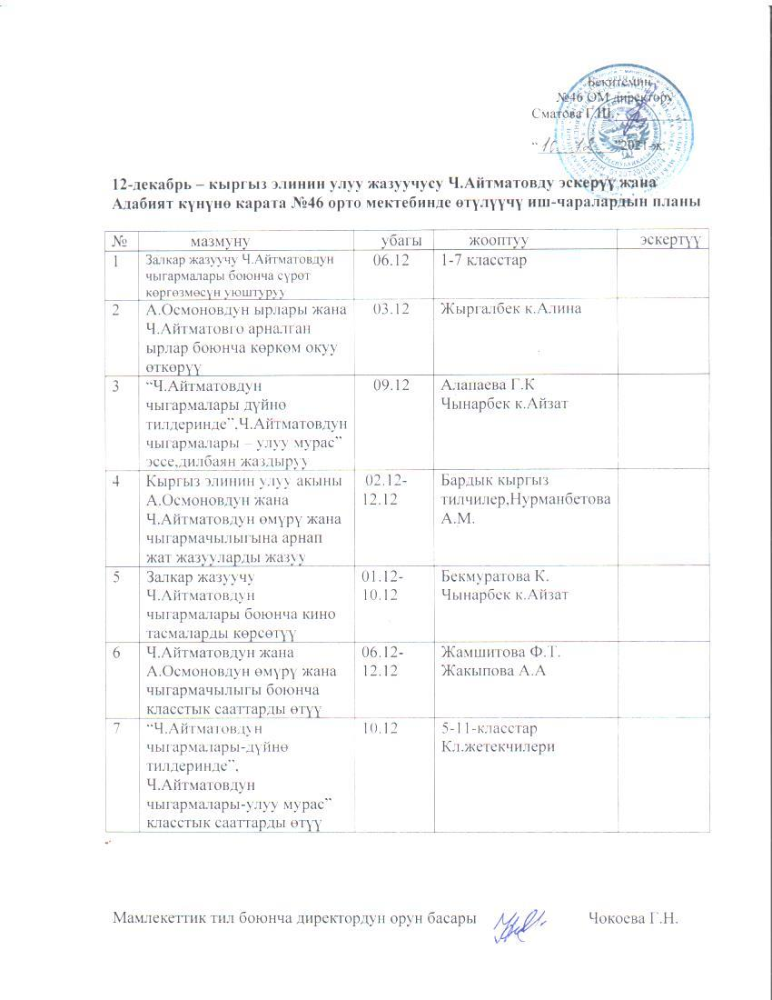 Бекитемин
№46 ОМ директору
Сматова Г.Ш.
“ 10 . 12 ” 2021-ж.
12-декабрь – кыргыз элинин улуу жазуучусу Ч.Айтматовду эскерүү жана
Адабият күнүнө карата №46 орто мектебинде өтүлүүчү иш-чаралардын планы
№ мазмуну убагы жооптуу эскертүү
1 Залкар жазуучу Ч.Айтматовдун 06.12 1-7 класстар
чыгармалары боюнча сүрөт
көргөзмөсүн уюштуруу
2 А.Осмоновдун ырлары жана 03.12 Жыргалбек к.Алина
Ч.Айтматовго арналган
ырлар боюнча көркөм окуу
өткөрүү
3 “Ч.Айтматовдун 09.12 Алапаева Г.К
чыгармалары дүйнө Чынарбек к.Айзат
тилдеринде”,Ч.Айтматовдун
чыгармалары – улуу мурас”
эссе,дилбаян жаздыруу
4 Кыргыз элинин улуу акыны 02.12- Бардык кыргыз
А.Осмоновдун жана 12.12 тилчилер,Нурманбетова
Ч.Айтматовдун өмүрү жана А.М.
чыгармачылыгына арнап
жат жазууларды жазуу
5 Залкар жазуучу 01.12- Бекмуратова К.
Ч.Айтматовдун 10.12 Чынарбек к.Айзат
чыгармалары боюнча кино
тасмаларды көрсөтүү
6 Ч.Айтматовдун жана 06.12- Жамшитова Ф.Т.
А.Осмоновдун өмүрү жана 12.12 Жакыпова А.А
чыгармачылыгы боюнча
класстык сааттарды өтүү
7 “Ч.Айтматовдун 10.12 5-11-класстар
чыгармалары-дүйнө Кл.жетекчилери
тилдеринде”,
Ч.Айтматовдун
чыгармалары-улуу мурас”
класстык сааттарды өтүү
Мамлекеттик тил боюнча директордун орун басары Чокоева Г.Н.